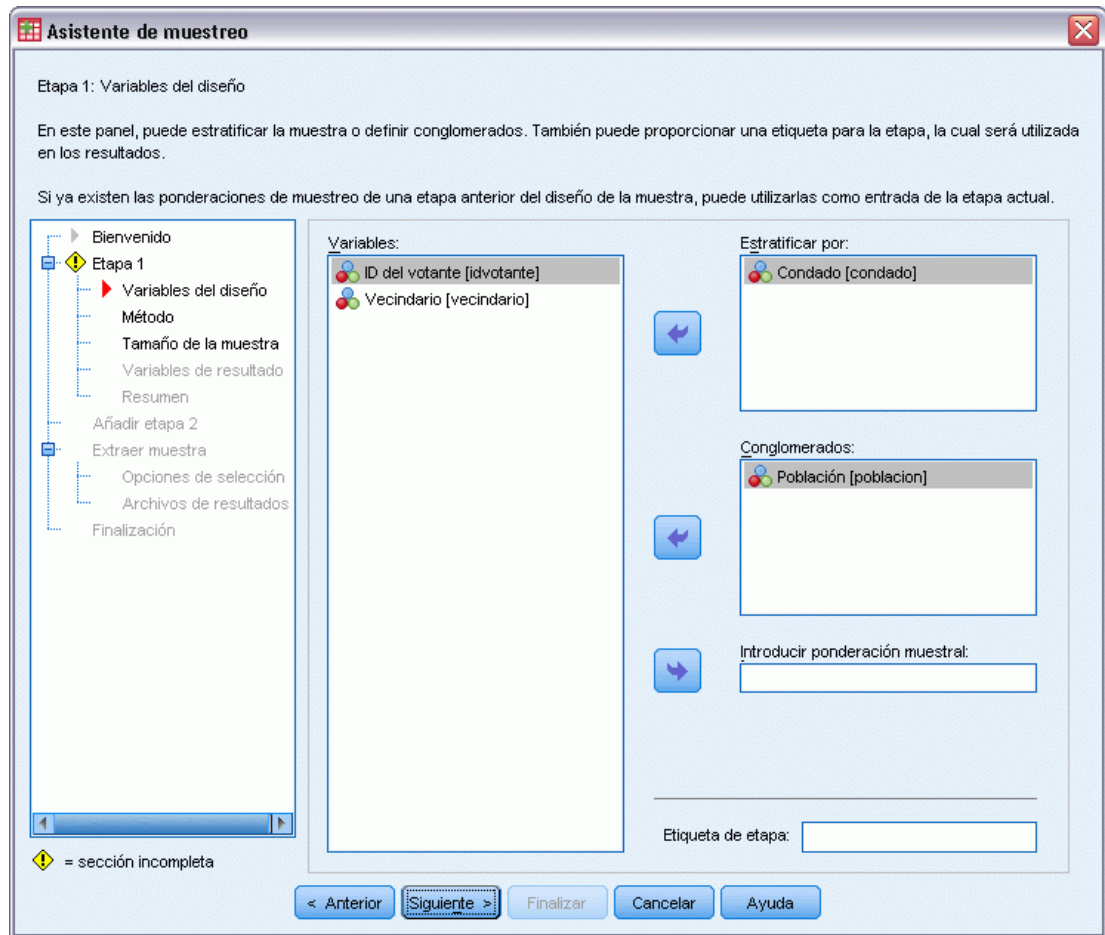 Asistente de muestreo
Etapa 1: Variables del diseño
En este panel, puede estratificar la muestra o definir conglomerados. También puede proporcionar una etiqueta para la etapa, la cual será utilizada
en los resultados.
Si ya existen las ponderaciones de muestreo de una etapa anterior del diseño de la muestra, puede utilizarlas como entrada de la etapa actual.
Bienvenido
Etapa 1
Variables del diseño
Método
Tamaño de la muestra
Variables de resultado
Resumen
Añadir etapa 2
Extraer muestra
Opciones de selección
Archivos de resultados
Finalización
= sección incompleta
Variables:
ID del votante [idvotante]
Vecindario [vecindario]
Estratificar por:
Condado [condado]
Conglomerados:
Población [poblacion]
Introducir ponderación muestral:
Etiqueta de etapa:
< Anterior
Siguiente >
Finalizar
Cancelar
Ayuda